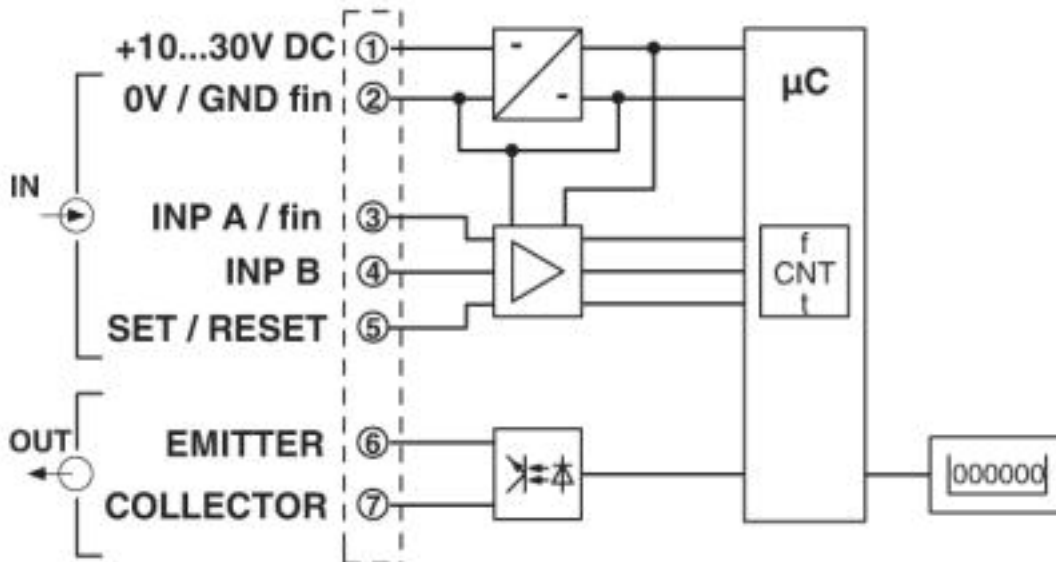 +10...30V DC ①
µC
0V / GND fin ②
IN
INP A / fin ③
f
INP B ④
CNT
t
SET / RESET ⑤
OUT
EMITTER ⑥
000000
COLLECTOR ⑦